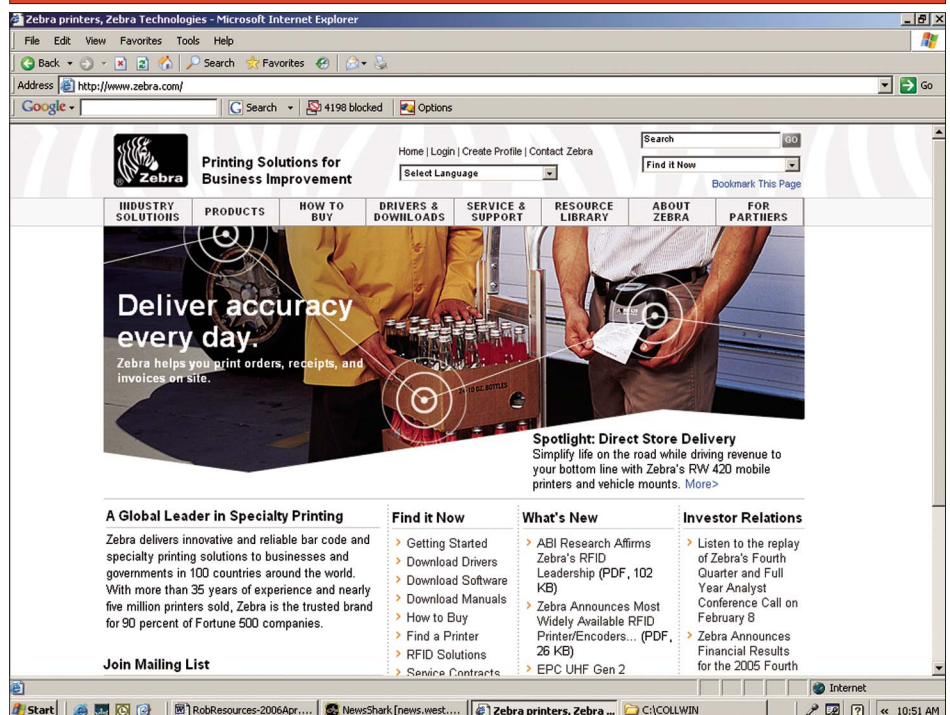 Zebra printers, Zebra Technologies - Microsoft Internet Explorer
File Edit View Favorites Tools Help
Back Search Favorites
Address http://www.zebra.com/ Go
Google Search 4198 blocked Options
Zebra
Printing Solutions for
Business Improvement
Home | Login | Create Profile | Contact Zebra
Select Language
Search GO
Find it Now
Bookmark This Page
INDUSTRY SOLUTIONS
PRODUCTS
HOW TO BUY
DRIVERS & DOWNLOADS
SERVICE & SUPPORT
RESOURCE LIBRARY
ABOUT ZEBRA
FOR PARTNERS
Deliver accuracy
every day.
Zebra helps you print orders, receipts, and
invoices on site.
24-10 OZ. BOTTLES
Spotlight: Direct Store Delivery
Simplify life on the road while driving revenue to
your bottom line with Zebra's RW 420 mobile
printers and vehicle mounts. More>
A Global Leader in Specialty Printing
Zebra delivers innovative and reliable bar code and
specialty printing solutions to businesses and
governments in 100 countries around the world.
With more than 35 years of experience and nearly
five million printers sold, Zebra is the trusted brand
for 90 percent of Fortune 500 companies.
Join Mailing List
Find it Now
> Getting Started
> Download Drivers
> Download Software
> Download Manuals
> How to Buy
> Find a Printer
> RFID Solutions
> Service Contracts
What's New
> ABI Research Affirms
Zebra's RFID
Leadership (PDF, 102
KB)
> Zebra Announces Most
Widely Available RFID
Printer/Encoders... (PDF,
26 KB)
> EPC UHF Gen 2
Investor Relations
> Listen to the replay
of Zebra's Fourth
Quarter and Full
Year Analyst
Conference Call on
February 8
> Zebra Announces
Financial Results
for the 2005 Fourth
Internet
Start RobResources-2006Apr.... NewsShark [news.west.... Zebra printers, Zebra ... C:\COLLWIN « 10:51 AM